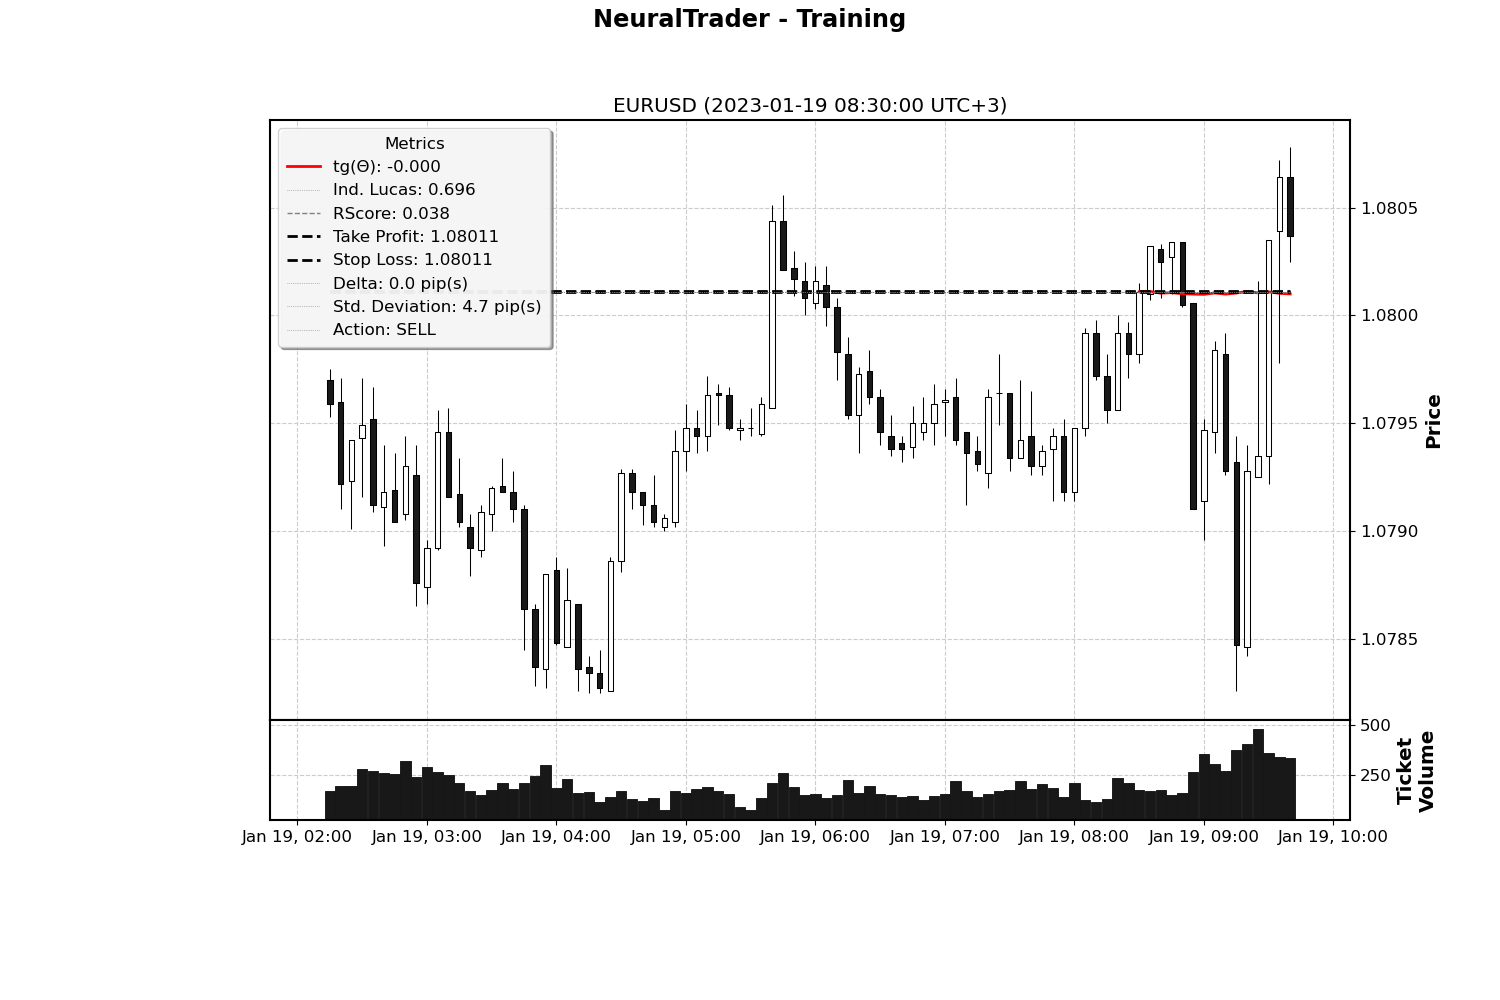 NeuralTrader - Training
EURUSD (2023-01-19 08:30:00 UTC+3)
Metrics
tg(Θ): -0.000
Ind. Lucas: 0.696
RScore: 0.038
Take Profit: 1.08011
Stop Loss: 1.08011
Delta: 0.0 pip(s)
Std. Deviation: 4.7 pip(s)
Action: SELL
1.0805
1.0800
1.0795
1.0790
1.0785
Price
500
250
Ticket
Volume
Jan 19, 02:00
Jan 19, 03:00
Jan 19, 04:00
Jan 19, 05:00
Jan 19, 06:00
Jan 19, 07:00
Jan 19, 08:00
Jan 19, 09:00
Jan 19, 10:00